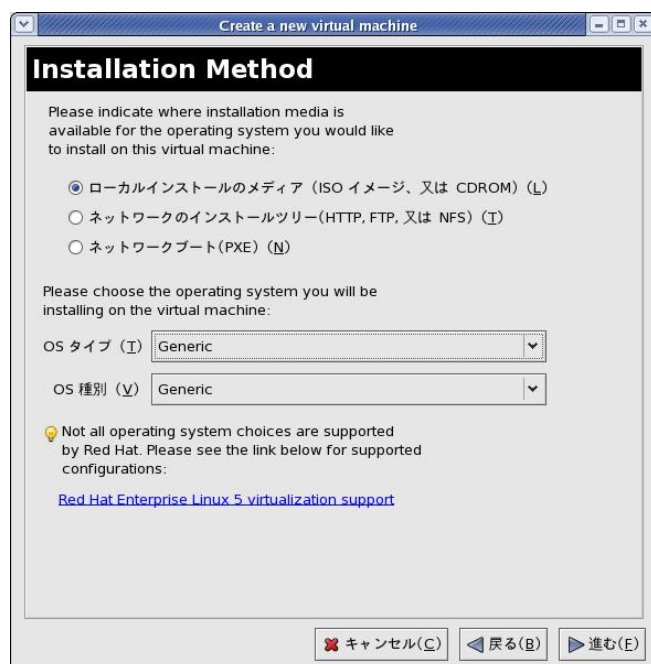 Create a new virtual machine
Installation Method
Please indicate where installation media is
available for the operating system you would like
to install on this virtual machine:
ローカルインストールのメディア（ISO イメージ、又は CDROM）(L)
ネットワークのインストールツリー(HTTP, FTP, 又は NFS）(T)
ネットワークブート(PXE）(N)
Please choose the operating system you will be
installing on the virtual machine:
OS タイプ（T) Generic
OS 種別（V) Generic
Not all operating system choices are supported
by Red Hat. Please see the link below for supported
configurations:
Red Hat Enterprise Linux 5 virtualization support
キャンセル(C) 戻る(B) 進む(F)